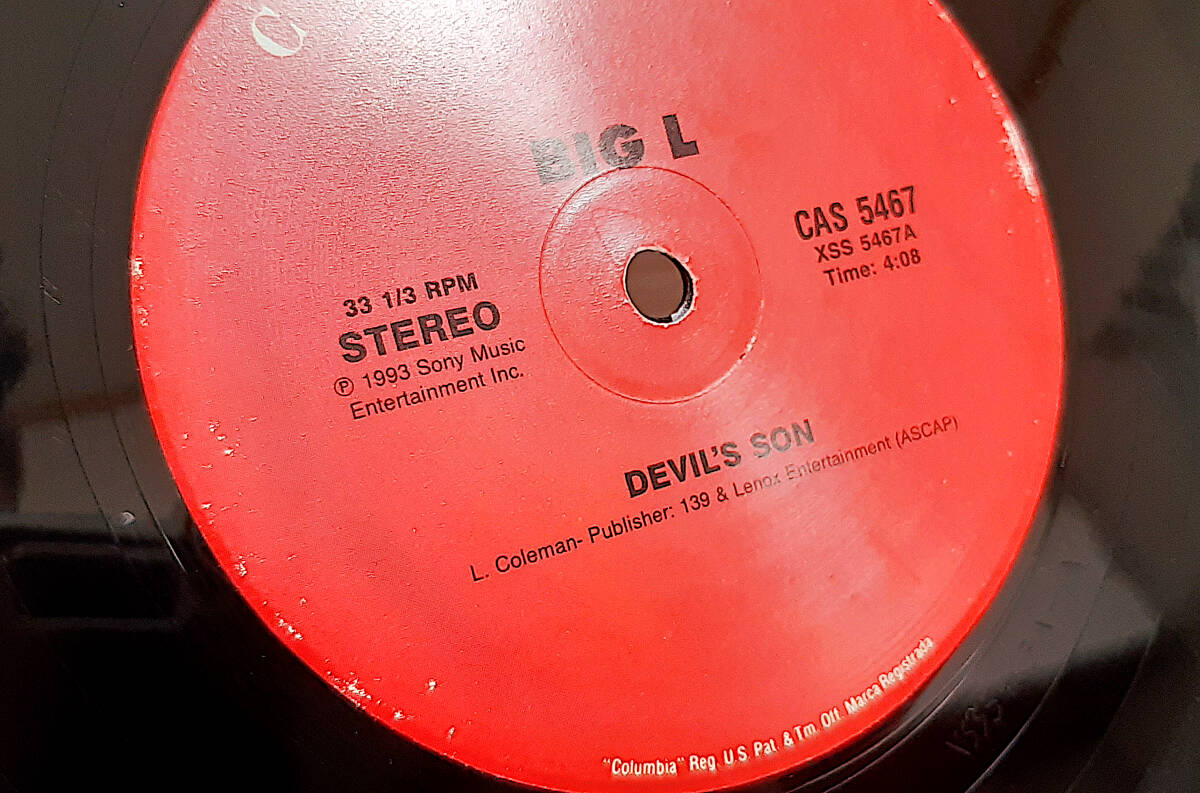 C
BIG L
33 1/3 RPM
STEREO
℗ 1993 Sony Music
Entertainment Inc.
CAS 5467
XSS 5467A
Time: 4:08
DEVIL'S SON
L. Coleman- Publisher: 139 & Lenox Entertainment (ASCAP)
"Columbia" Reg. U.S. Pat. & Tm. Off. Marca Registrada